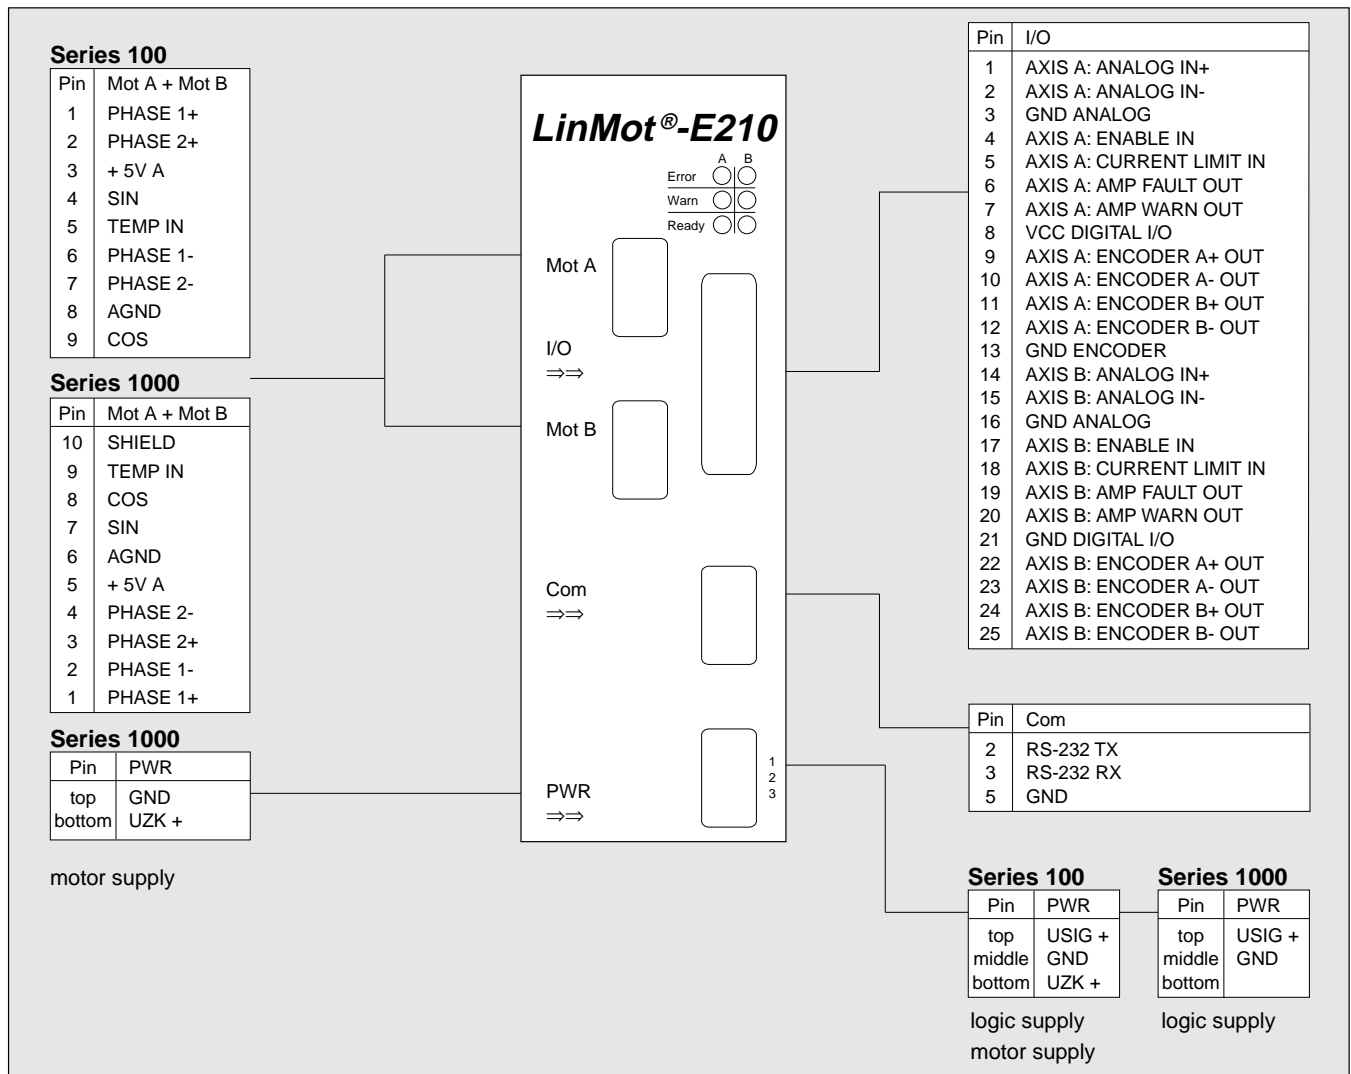 Series 100
Pin Mot A + Mot B
1 PHASE 1+
2 PHASE 2+
3 + 5V A
4 SIN
5 TEMP IN
6 PHASE 1-
7 PHASE 2-
8 AGND
9 COS
Series 1000
Pin Mot A + Mot B
10 SHIELD
9 TEMP IN
8 COS
7 SIN
6 AGND
5 + 5V A
4 PHASE 2-
3 PHASE 2+
2 PHASE 1-
1 PHASE 1+
Series 1000
Pin PWR
top GND
bottom UZK +
motor supply
LinMot®-E210
A B
Error
Warn
Ready
Mot A
I/O
⇒⇒
Mot B
Com
⇒⇒
PWR
⇒⇒
1
2
3
Pin I/O
1 AXIS A: ANALOG IN+
2 AXIS A: ANALOG IN-
3 GND ANALOG
4 AXIS A: ENABLE IN
5 AXIS A: CURRENT LIMIT IN
6 AXIS A: AMP FAULT OUT
7 AXIS A: AMP WARN OUT
8 VCC DIGITAL I/O
9 AXIS A: ENCODER A+ OUT
10 AXIS A: ENCODER A- OUT
11 AXIS A: ENCODER B+ OUT
12 AXIS A: ENCODER B- OUT
13 GND ENCODER
14 AXIS B: ANALOG IN+
15 AXIS B: ANALOG IN-
16 GND ANALOG
17 AXIS B: ENABLE IN
18 AXIS B: CURRENT LIMIT IN
19 AXIS B: AMP FAULT OUT
20 AXIS B: AMP WARN OUT
21 GND DIGITAL I/O
22 AXIS B: ENCODER A+ OUT
23 AXIS B: ENCODER A- OUT
24 AXIS B: ENCODER B+ OUT
25 AXIS B: ENCODER B- OUT
Pin Com
2 RS-232 TX
3 RS-232 RX
5 GND
Series 100
Pin PWR
top USIG +
middle GND
bottom UZK +
logic supply
motor supply
Series 1000
Pin PWR
top USIG +
middle GND
bottom
logic supply